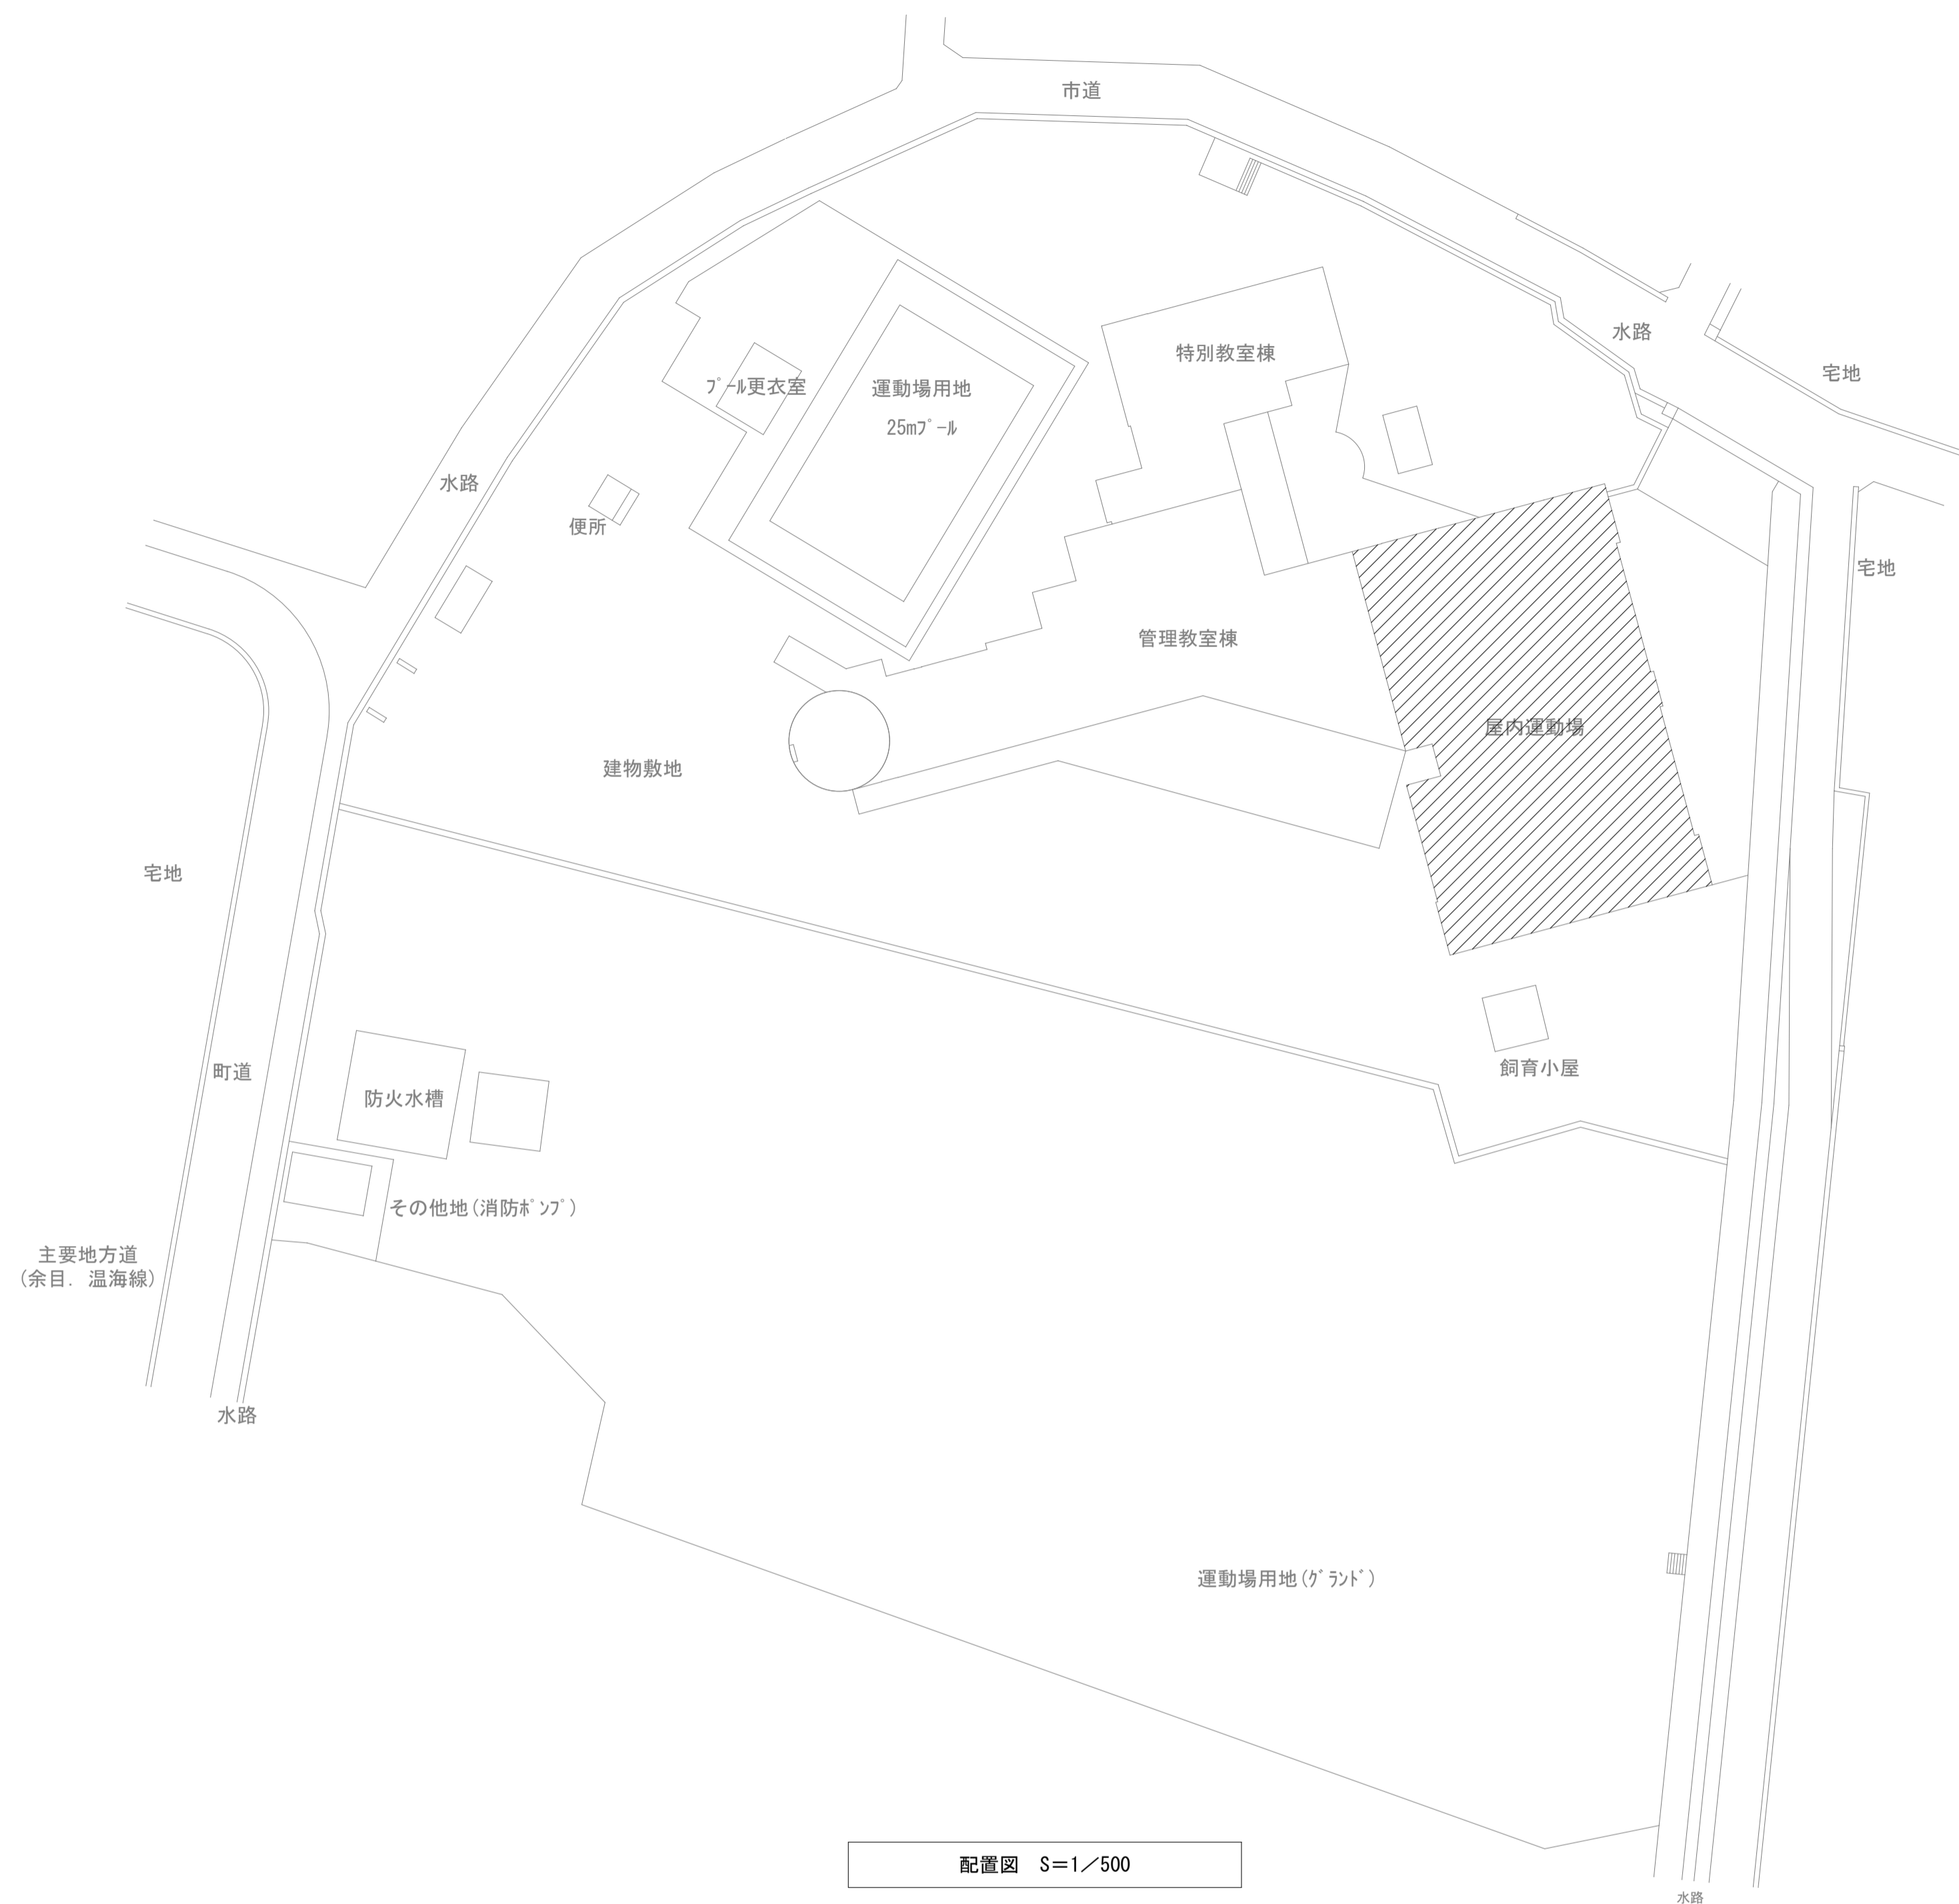 市道
水路
特別教室棟
宅地
ﾌﾟｰﾙ更衣室
運動場用地
25mﾌﾟｰﾙ
水路
便所
宅地
管理教室棟
屋内運動場
建物敷地
宅地
飼育小屋
町道
防火水槽
その他地(消防ﾎﾟﾝﾌﾟ)
主要地方道
(余目．温海線)
水路
運動場用地(ｸﾞﾗﾝﾄﾞ)
配置図　S＝1／500
水路